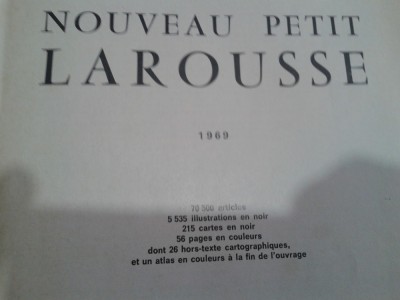 NOUVEAU PETIT
LAROUSSE
1969
70 500 articles
5 535 illustrations en noir
215 cartes en noir
56 pages en couleurs
dont 26 hors-texte cartographiques,
et un atlas en couleurs à la fin de l'ouvrage